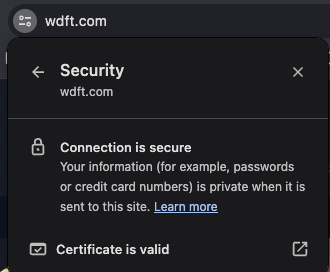 wdft.com
Security
wdft.com
Connection is secure
Your information (for example, passwords
or credit card numbers) is private when it is
sent to this site. Learn more
Certificate is valid